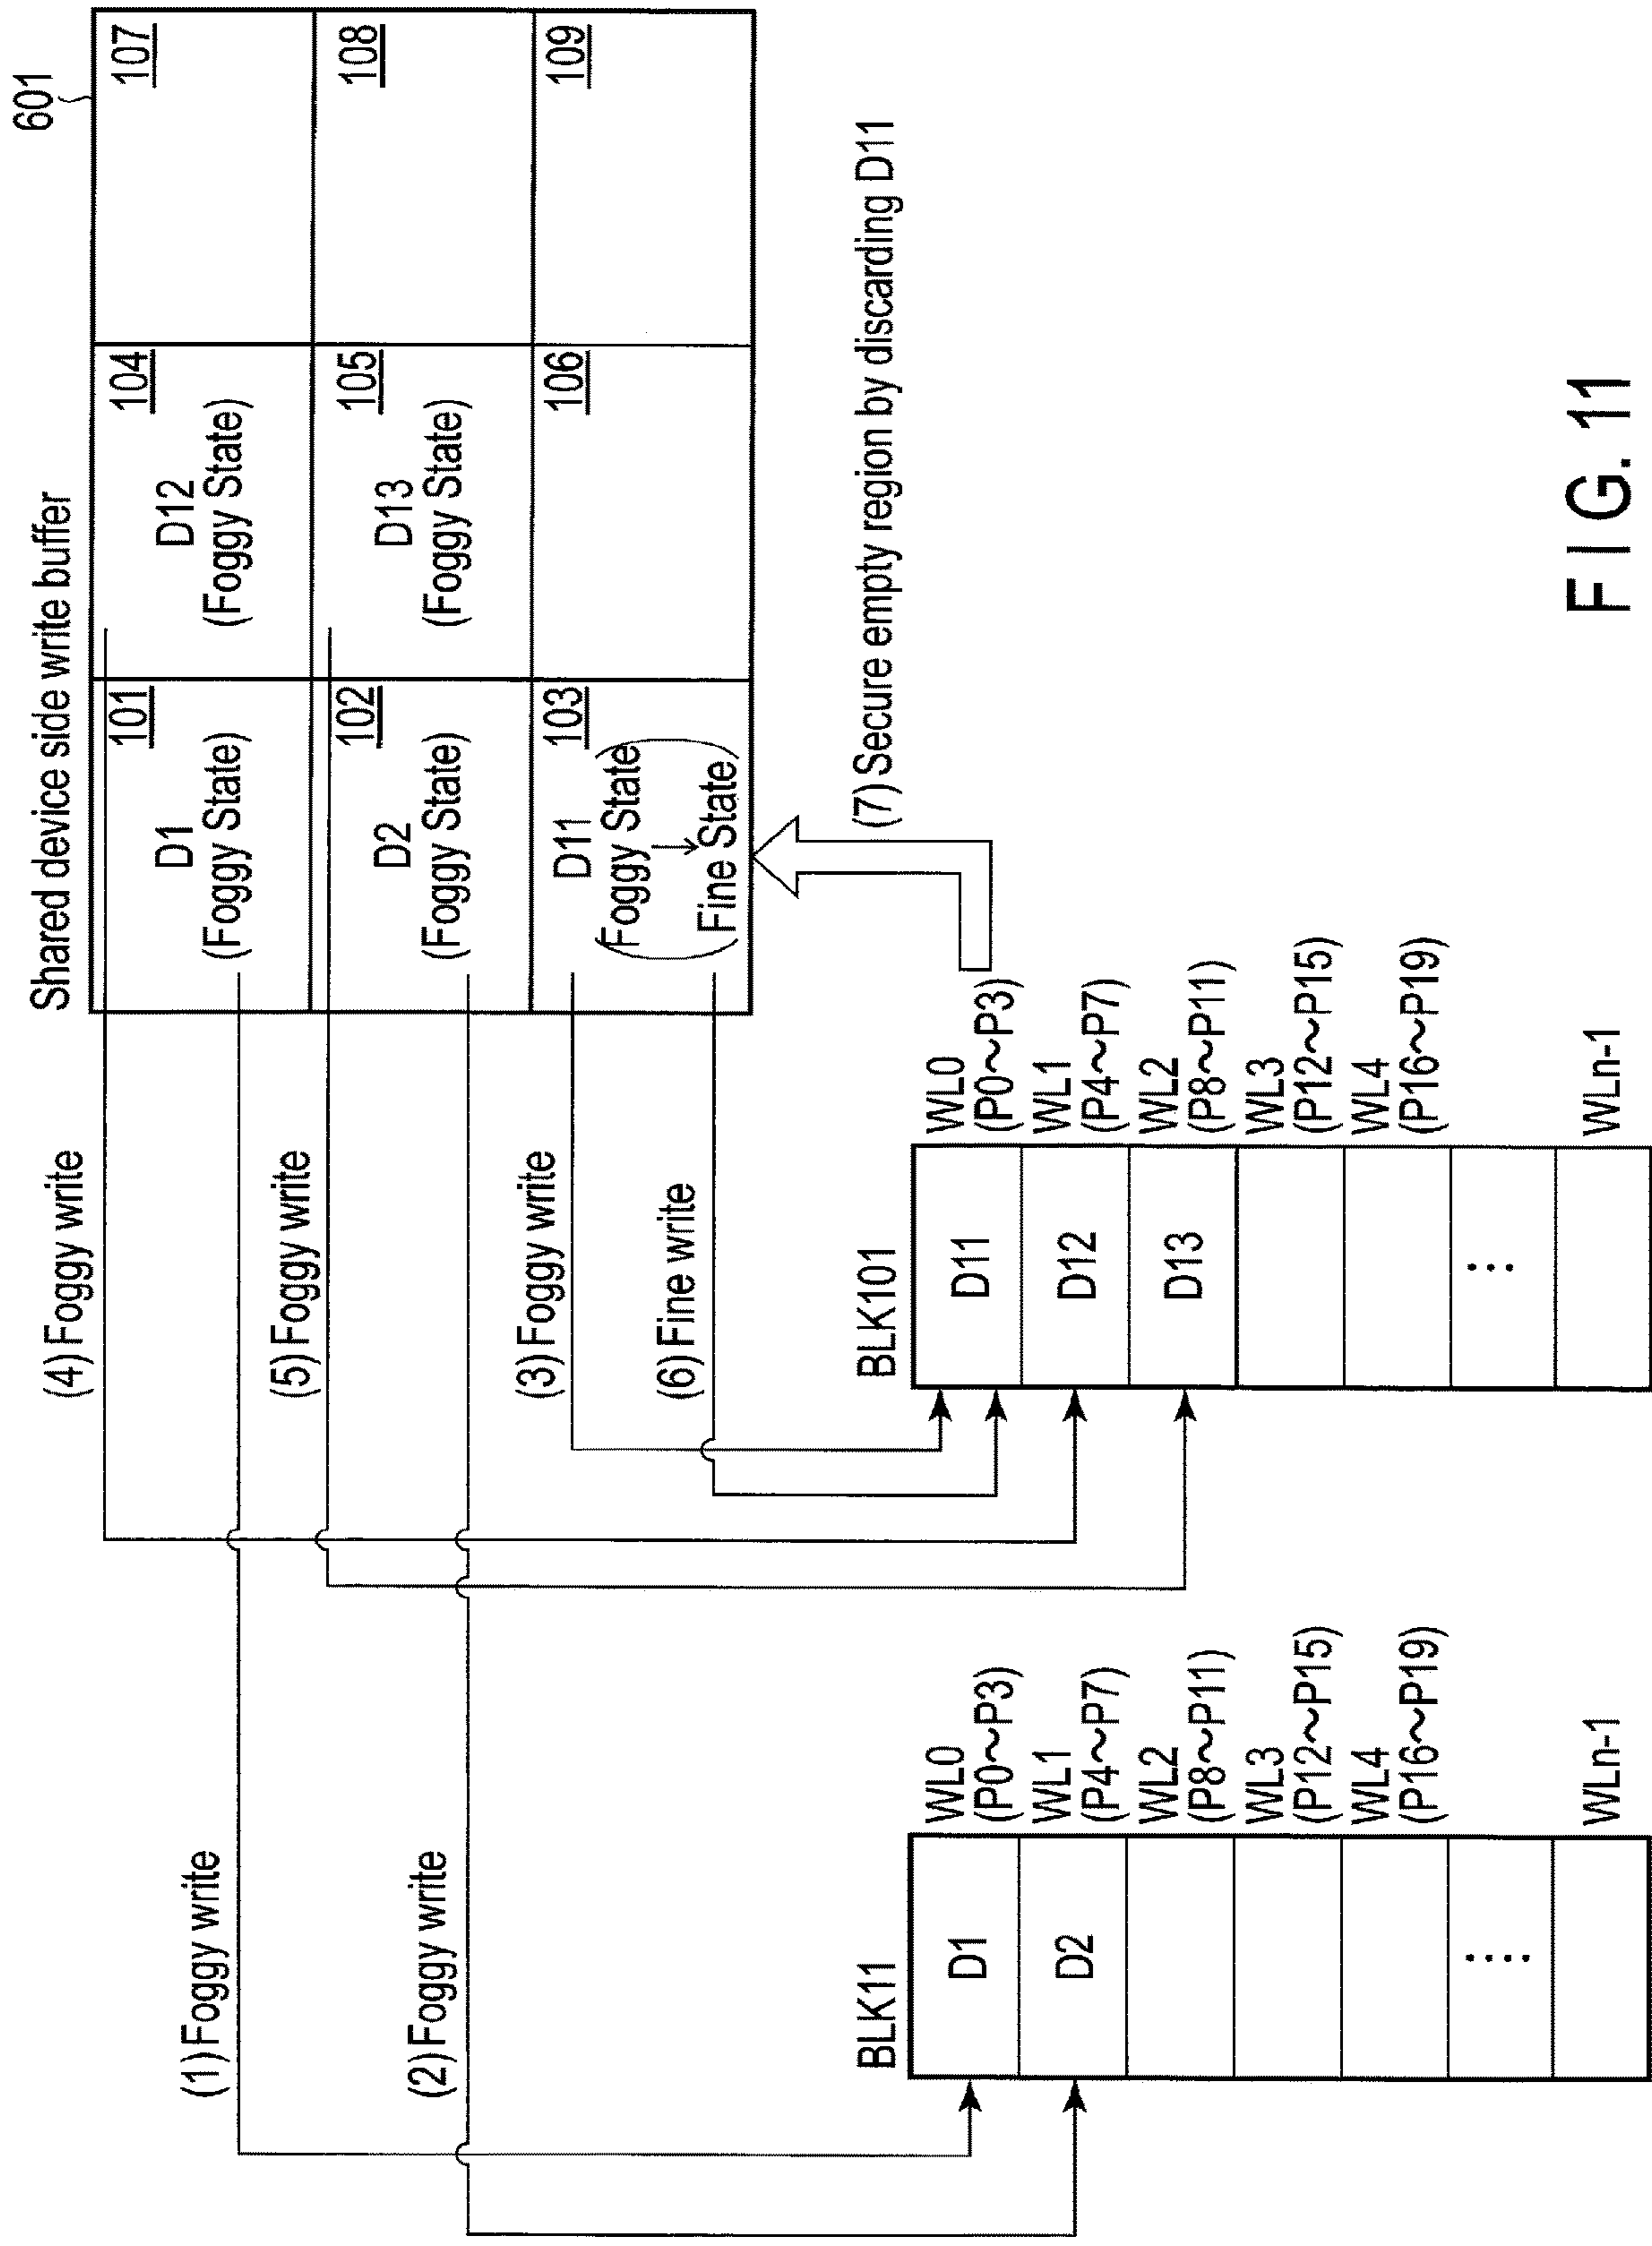 Shared device side write buffer
601
101
D1
(Foggy State)
104
D12
(Foggy State)
107
102
D2
(Foggy State)
105
D13
(Foggy State)
108
103
D11
(Foggy State
↓
Fine State)
106
109
(4) Foggy write
(1) Foggy write
(5) Foggy write
(2) Foggy write
(3) Foggy write
(6) Fine write
(7) Secure empty region by discarding D11
BLK11
D1
WL0
(P0~P3)
D2
WL1
(P4~P7)
WL2
(P8~P11)
WL3
(P12~P15)
WL4
(P16~P19)
WLn-1
BLK101
D11
WL0
(P0~P3)
D12
WL1
(P4~P7)
D13
WL2
(P8~P11)
WL3
(P12~P15)
WL4
(P16~P19)
WLn-1
FIG. 11